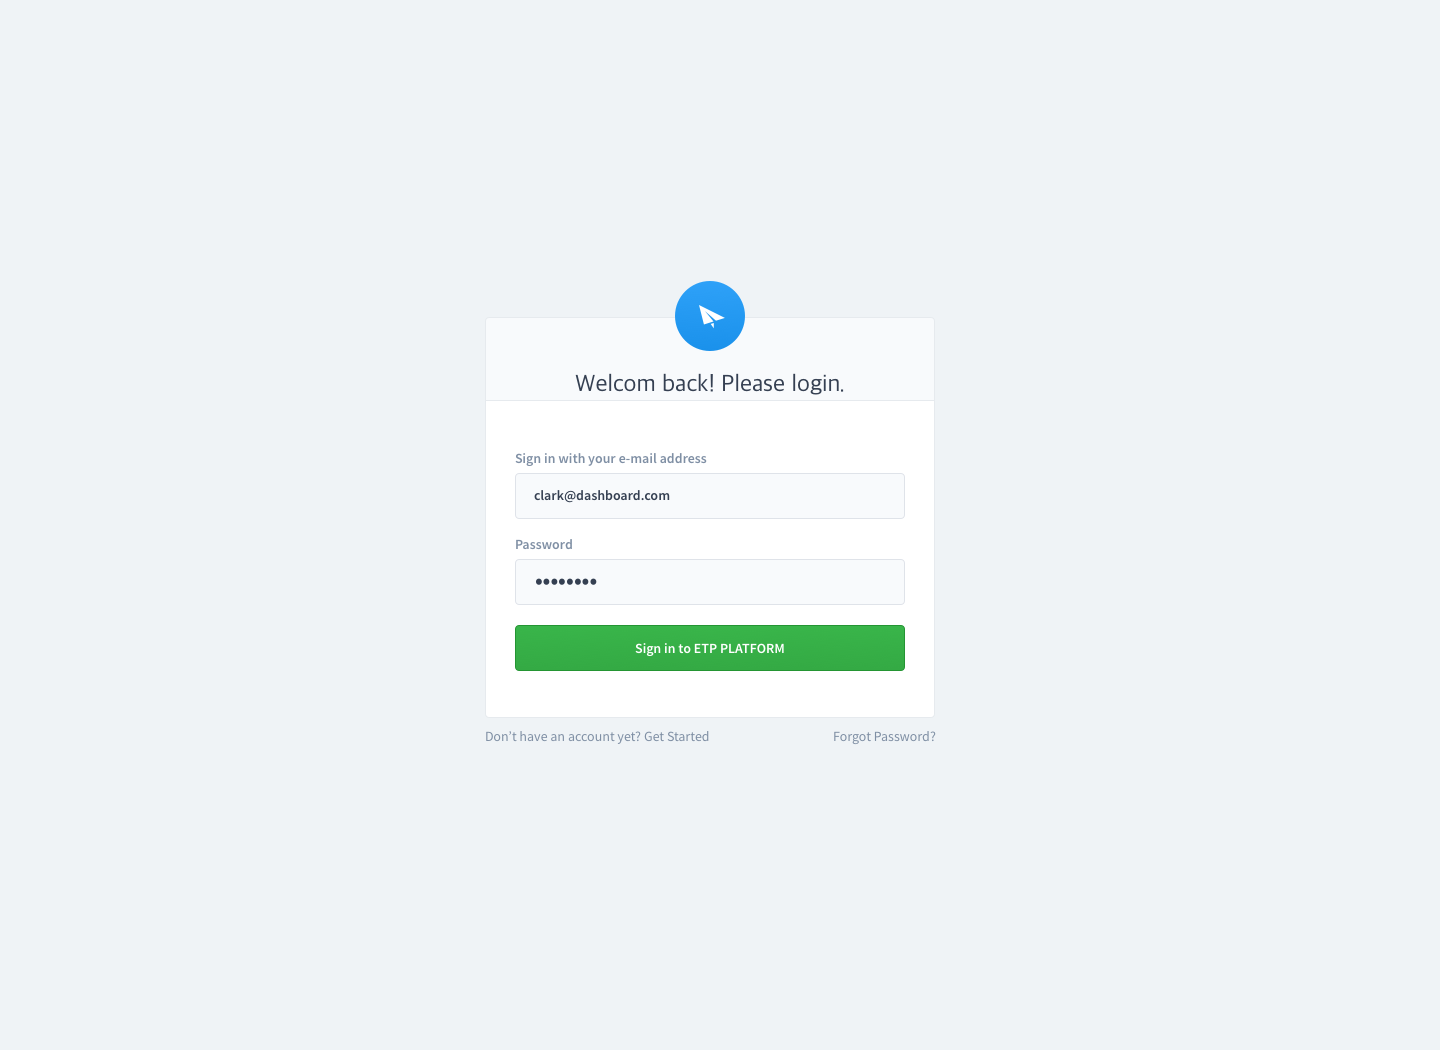 Welcom back! Please login.
Sign in with your e-mail address
clark@dashboard.com
Password
••••••••
Sign in to ETP PLATFORM
Don't have an account yet? Get Started
Forgot Password?